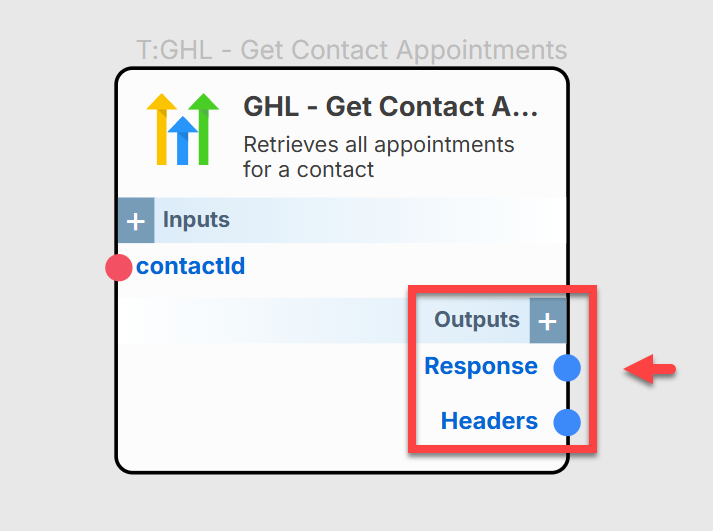 T:GHL - Get Contact Appointments
GHL - Get Contact A...
Retrieves all appointments
for a contact
+ Inputs
contactId
Outputs +
Response
Headers